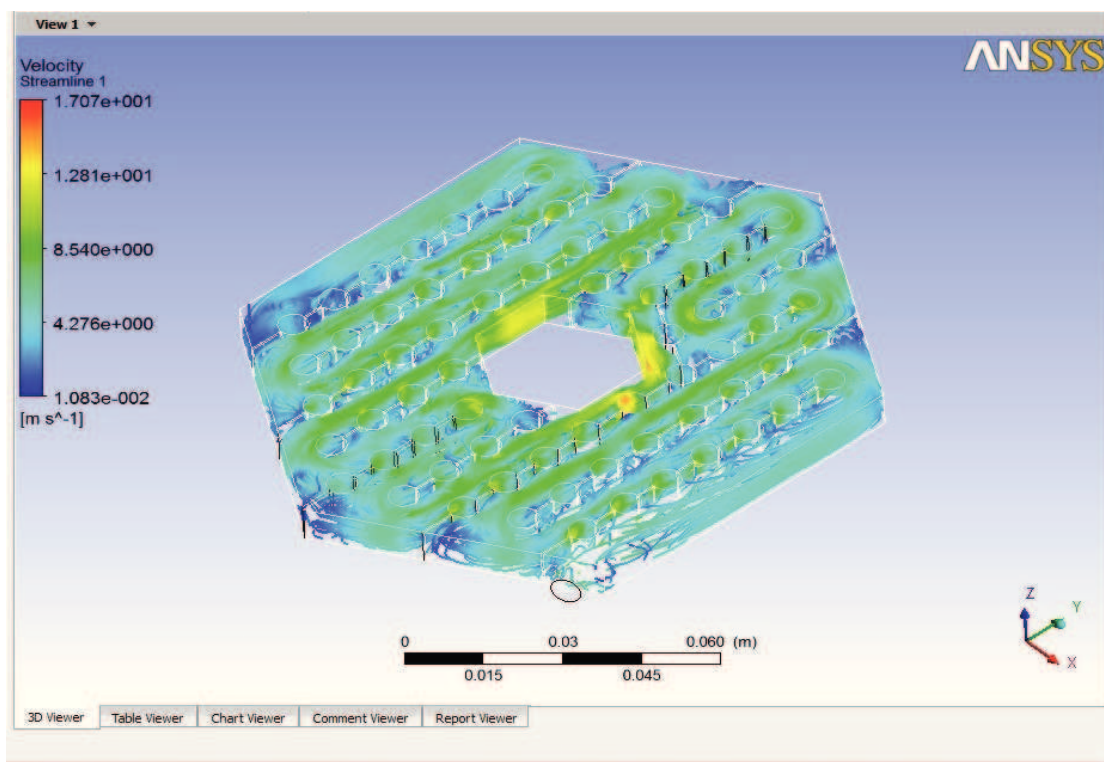 View 1
ANSYS
Velocity
Streamline 1
1.707e+001
1.281e+001
8.540e+000
4.276e+000
1.083e-002
[m s^-1]
0 0.03 0.060 (m)
0.015 0.045
Z
Y
X
3D Viewer Table Viewer Chart Viewer Comment Viewer Report Viewer